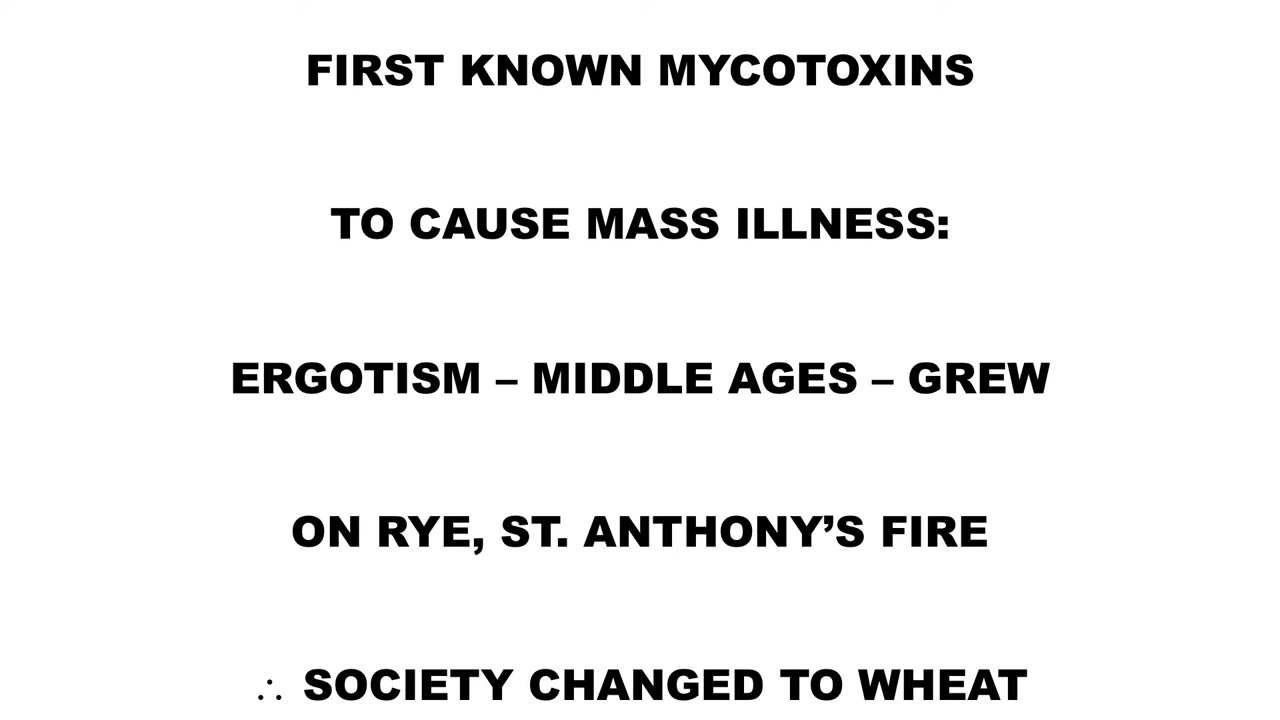 FIRST KNOWN MYCOTOXINS
TO CAUSE MASS ILLNESS:
ERGOTISM – MIDDLE AGES – GREW
ON RYE, ST. ANTHONY’S FIRE
∴ SOCIETY CHANGED TO WHEAT